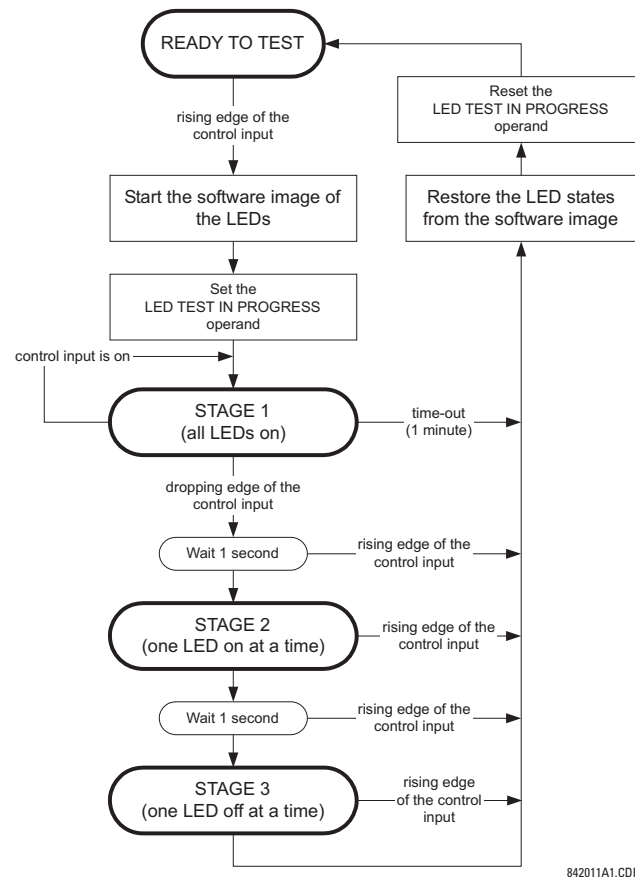 READY TO TEST
rising edge of the
control input
Start the software image of
the LEDs
Set the
LED TEST IN PROGRESS
operand
control input is on
STAGE 1
(all LEDs on)
time-out
(1 minute)
dropping edge of the
control input
Wait 1 second
rising edge of the
control input
STAGE 2
(one LED on at a time)
rising edge of the
control input
Wait 1 second
rising edge of the
control input
STAGE 3
(one LED off at a time)
rising edge
of the control
input
Reset the
LED TEST IN PROGRESS
operand
Restore the LED states
from the software image
842011A1.CDR